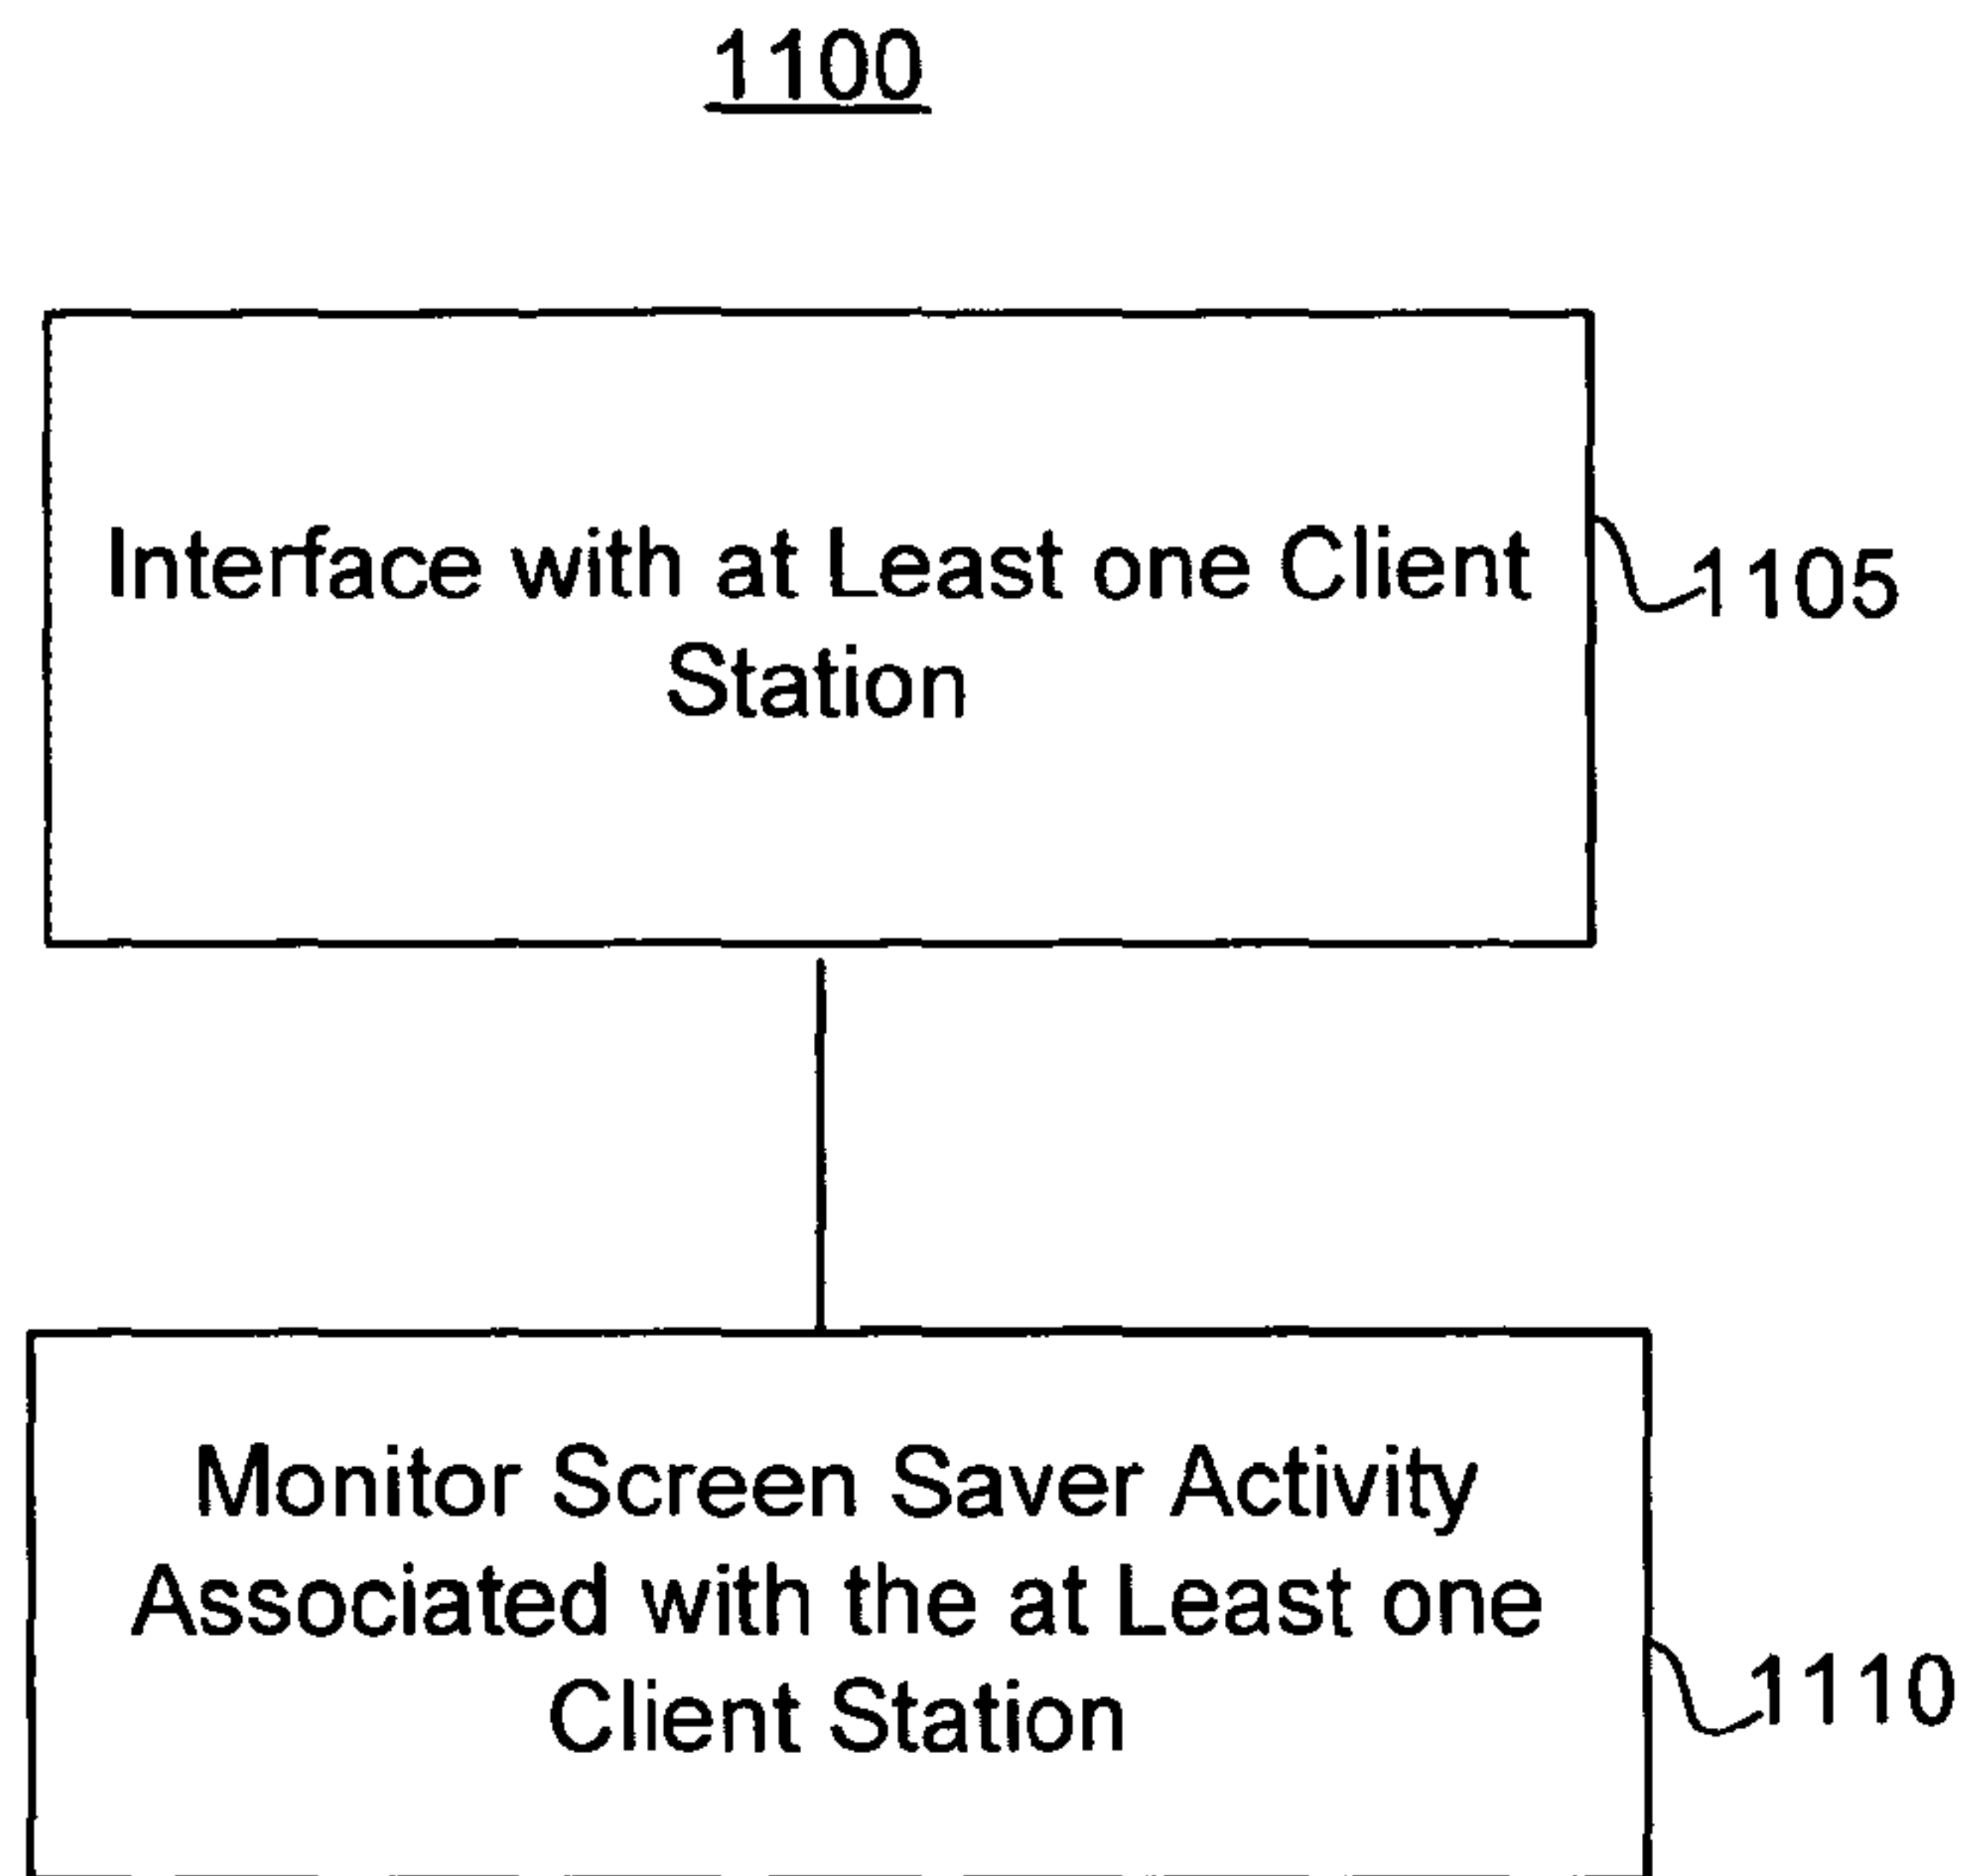 1100
Interface with at Least one Client
Station
1105
Monitor Screen Saver Activity
Associated with the at Least one
Client Station
1110